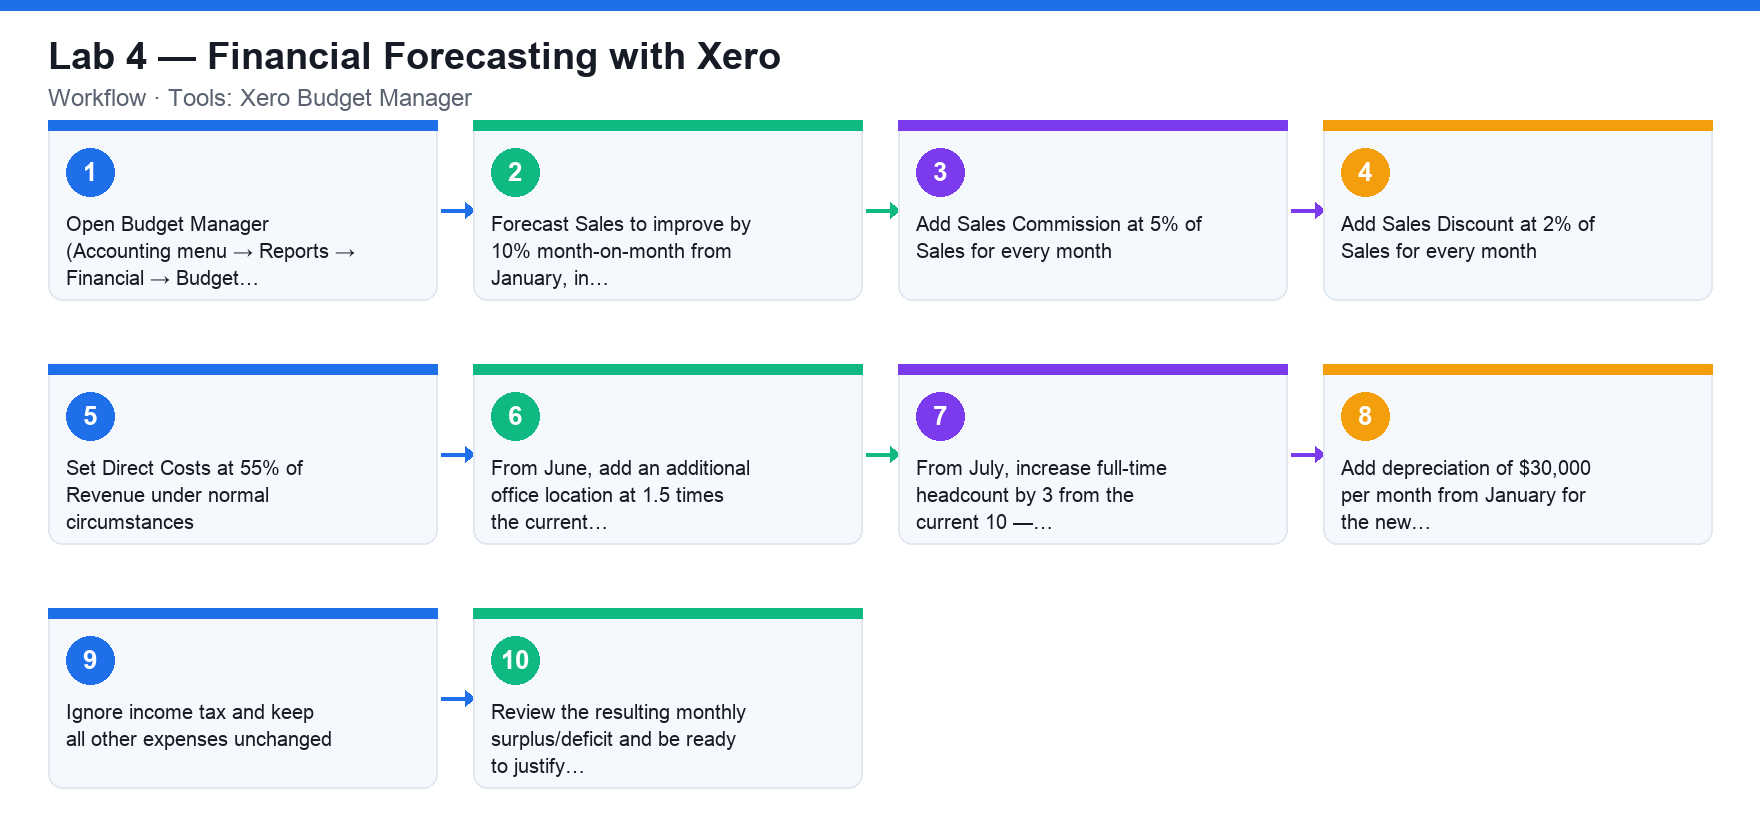 Lab 4 — Financial Forecasting with Xero
Workflow · Tools: Xero Budget Manager
1
Open Budget Manager
(Accounting menu → Reports →
Financial → Budget…
2
Forecast Sales to improve by
10% month-on-month from
January, in…
3
Add Sales Commission at 5% of
Sales for every month
4
Add Sales Discount at 2% of
Sales for every month
5
Set Direct Costs at 55% of
Revenue under normal
circumstances
6
From June, add an additional
office location at 1.5 times
the current…
7
From July, increase full-time
headcount by 3 from the
current 10 —…
8
Add depreciation of $30,000
per month from January for
the new…
9
Ignore income tax and keep
all other expenses unchanged
10
Review the resulting monthly
surplus/deficit and be ready
to justify…